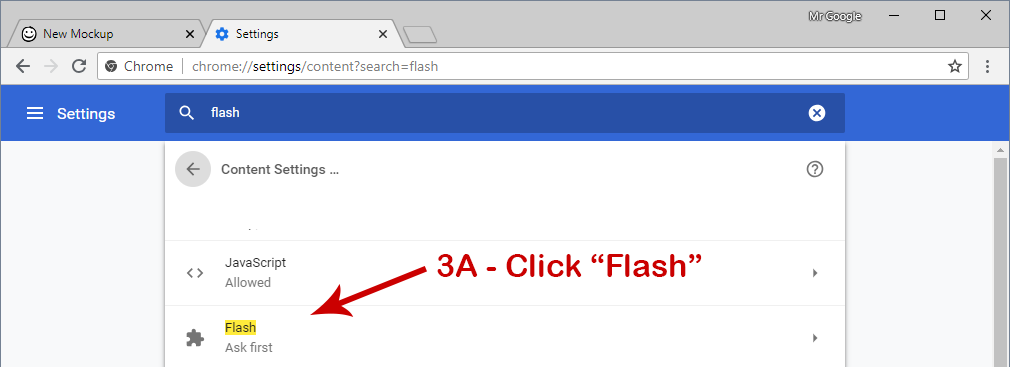 Mr Google
New Mockup
Settings
Chrome | chrome://settings/content?search=flash
Settings
flash
Content Settings ...
JavaScript
Allowed
3A - Click “Flash”
Flash
Ask first